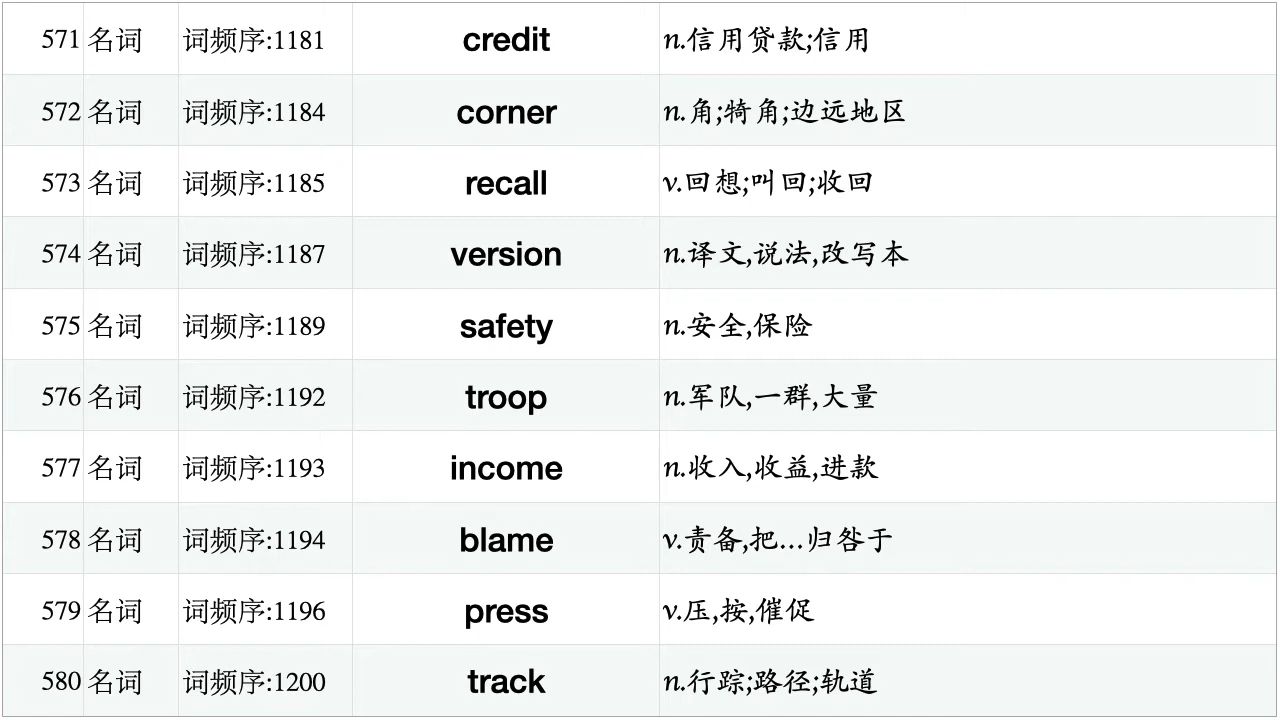 571 名词 词频序:1181 credit n.信用贷款;信用
572 名词 词频序:1184 corner n.角;犄角;边远地区
573 名词 词频序:1185 recall v.回想;叫回;收回
574 名词 词频序:1187 version n.译文,说法,改写本
575 名词 词频序:1189 safety n.安全,保险
576 名词 词频序:1192 troop n.军队,一群,大量
577 名词 词频序:1193 income n.收入,收益,进款
578 名词 词频序:1194 blame v.责备,把…归咎于
579 名词 词频序:1196 press v.压,按,催促
580 名词 词频序:1200 track n.行踪;路径;轨道